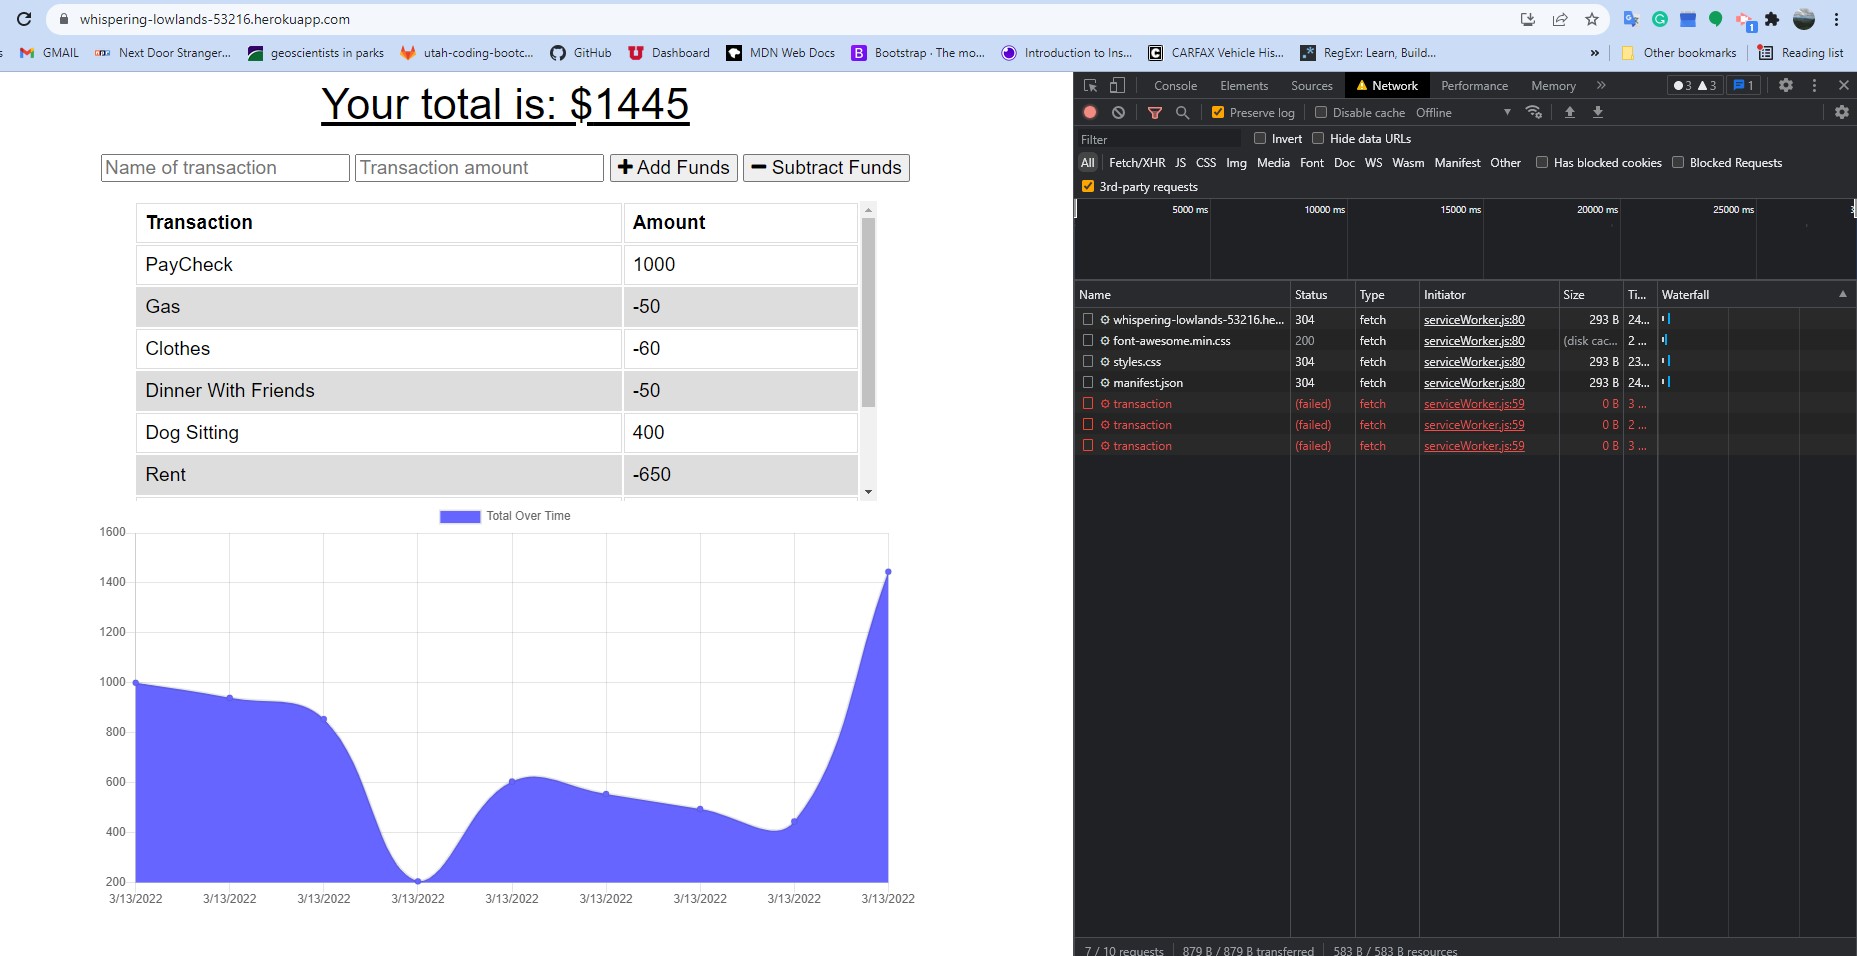 whispering-lowlands-53216.herokuapp.com
s GMAIL Next Door Stranger... geoscientists in parks utah-coding-bootc... GitHub Dashboard MDN Web Docs B Bootstrap · The mo... Introduction to Ins... C CARFAX Vehicle His... RegExr: Learn, Build... » Other bookmarks Reading list
Your total is: $1445
Name of transaction Transaction amount Add Funds Subtract Funds
Transaction Amount
PayCheck 1000
Gas -50
Clothes -60
Dinner With Friends -50
Dog Sitting 400
Rent -650
Total Over Time
1600
1400
1200
1000
800
600
400
200
3/13/2022 3/13/2022 3/13/2022 3/13/2022 3/13/2022 3/13/2022 3/13/2022 3/13/2022 3/13/2022
Console Elements Sources Network Performance Memory » 3 3 1
Preserve log Disable cache Offline
Filter Invert Hide data URLs
All Fetch/XHR JS CSS Img Media Font Doc WS Wasm Manifest Other Has blocked cookies Blocked Requests
3rd-party requests
5000 ms 10000 ms 15000 ms 20000 ms 25000 ms 3
Name Status Type Initiator Size Ti... Waterfall
whispering-lowlands-53216.he... 304 fetch serviceWorker.js:80 293 B 24...
font-awesome.min.css 200 fetch serviceWorker.js:80 (disk cac... 2 ...
styles.css 304 fetch serviceWorker.js:80 293 B 23...
manifest.json 304 fetch serviceWorker.js:80 293 B 24...
transaction (failed) fetch serviceWorker.js:59 0 B 3 ...
transaction (failed) fetch serviceWorker.js:59 0 B 2 ...
transaction (failed) fetch serviceWorker.js:59 0 B 3 ...
7 / 10 requests 879 B / 879 B transferred 583 B / 583 B resources